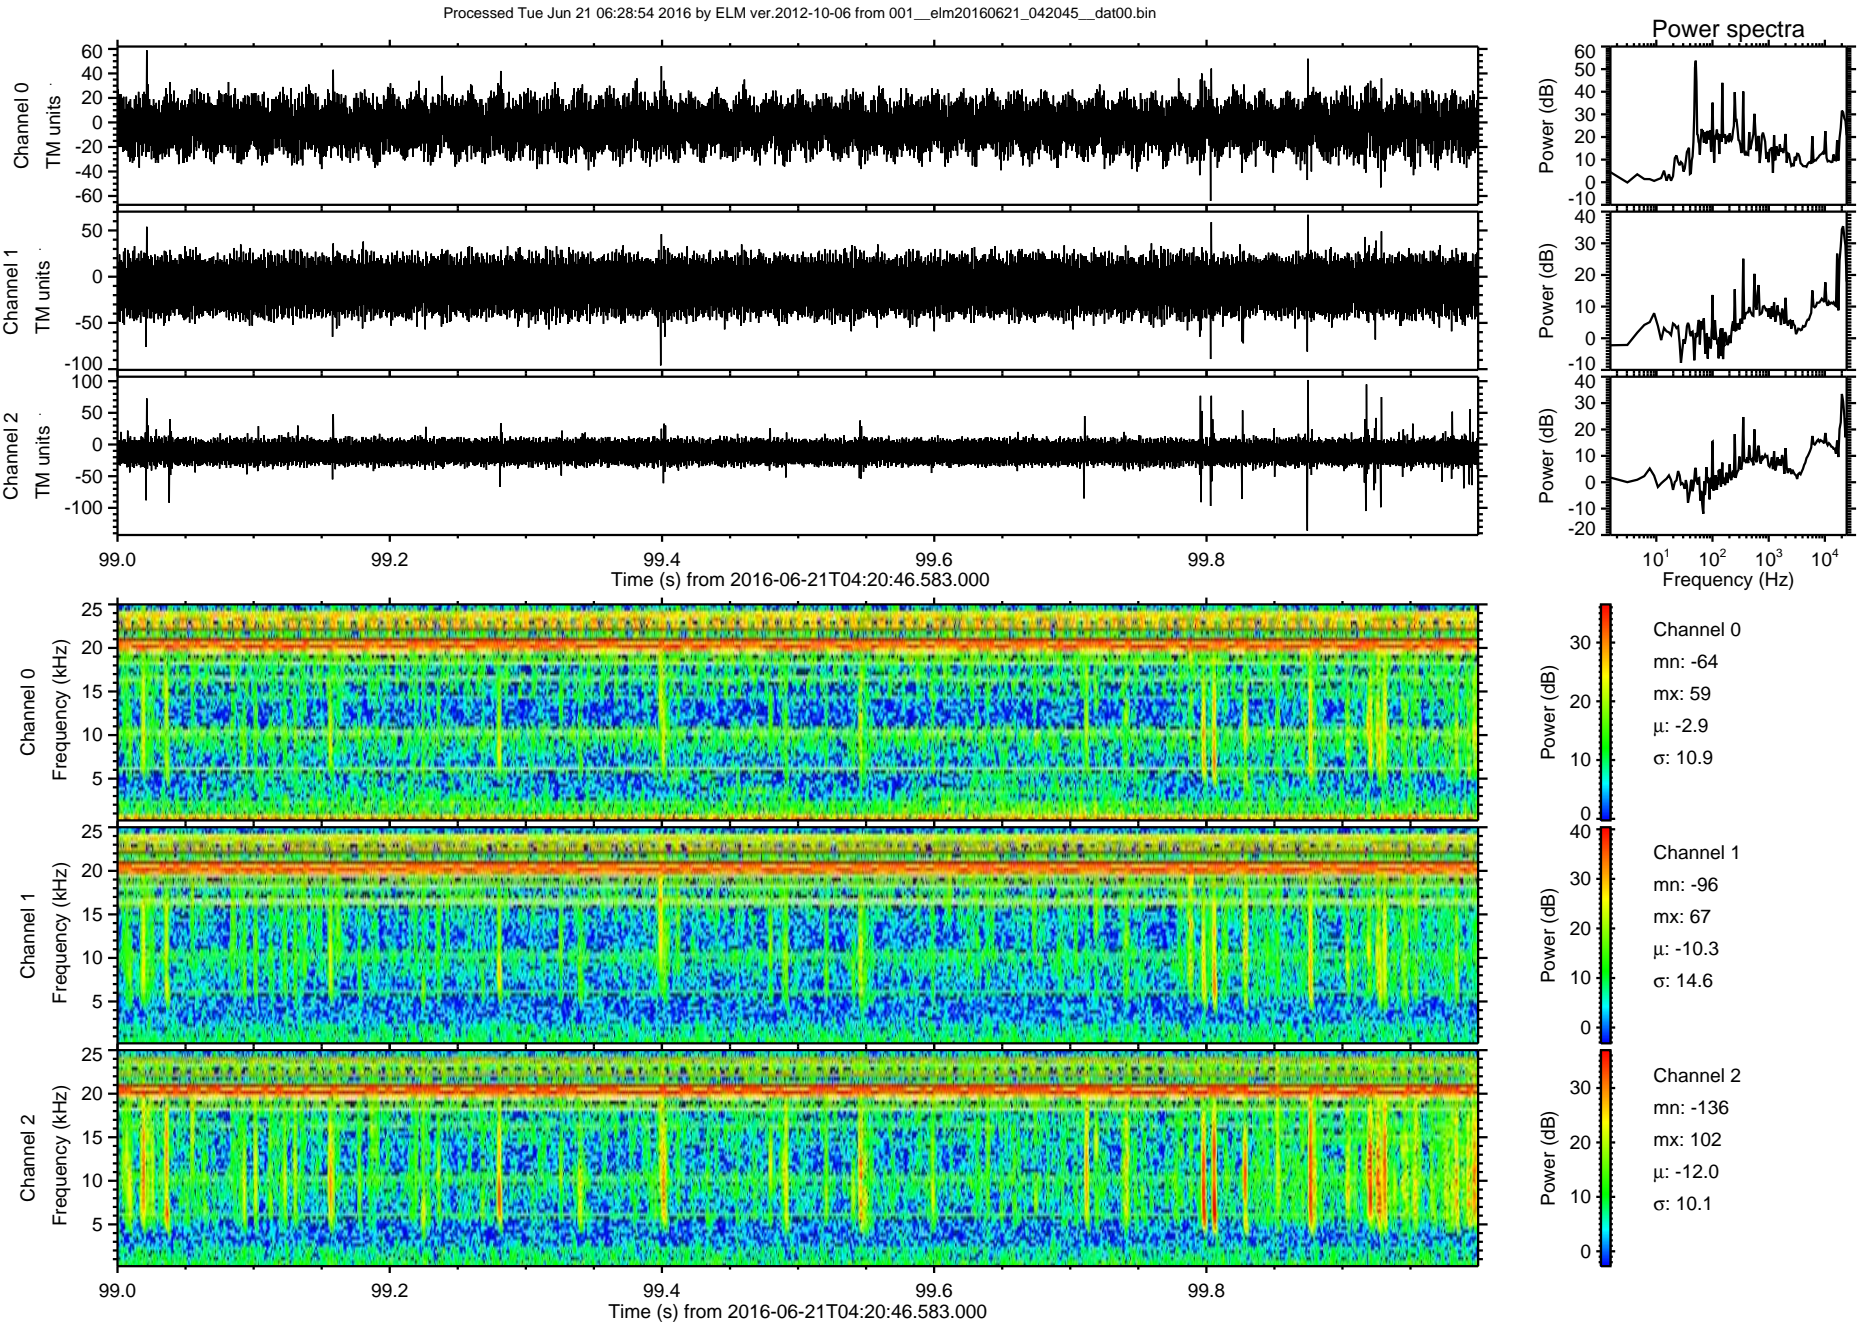 Processed Tue Jun 21 06:28:54 2016 by ELM ver.2012-10-06 from 001__elm20160621_042045__dat00.bin
Power spectra
Channel 0
TM units
60
40
20
0
-20
-40
-60
Power (dB)
60
50
40
30
20
10
0
-10
Channel 1
TM units
50
0
-50
-100
Power (dB)
40
30
20
10
0
-10
Channel 2
TM units
100
50
0
-50
-100
Power (dB)
40
30
20
10
0
-10
-20
99.0 99.2 99.4 99.6 99.8
Time (s) from 2016-06-21T04:20:46.583.000
10¹ 10² 10³ 10⁴
Frequency (Hz)
Channel 0
Frequency (kHz)
25
20
15
10
5
Power (dB)
30
20
10
0
Channel 0
mn: -64
mx: 59
µ: -2.9
σ: 10.9
Channel 1
Frequency (kHz)
25
20
15
10
5
Power (dB)
40
30
20
10
0
Channel 1
mn: -96
mx: 67
µ: -10.3
σ: 14.6
Channel 2
Frequency (kHz)
25
20
15
10
5
Power (dB)
30
20
10
0
Channel 2
mn: -136
mx: 102
µ: -12.0
σ: 10.1
99.0 99.2 99.4 99.6 99.8
Time (s) from 2016-06-21T04:20:46.583.000